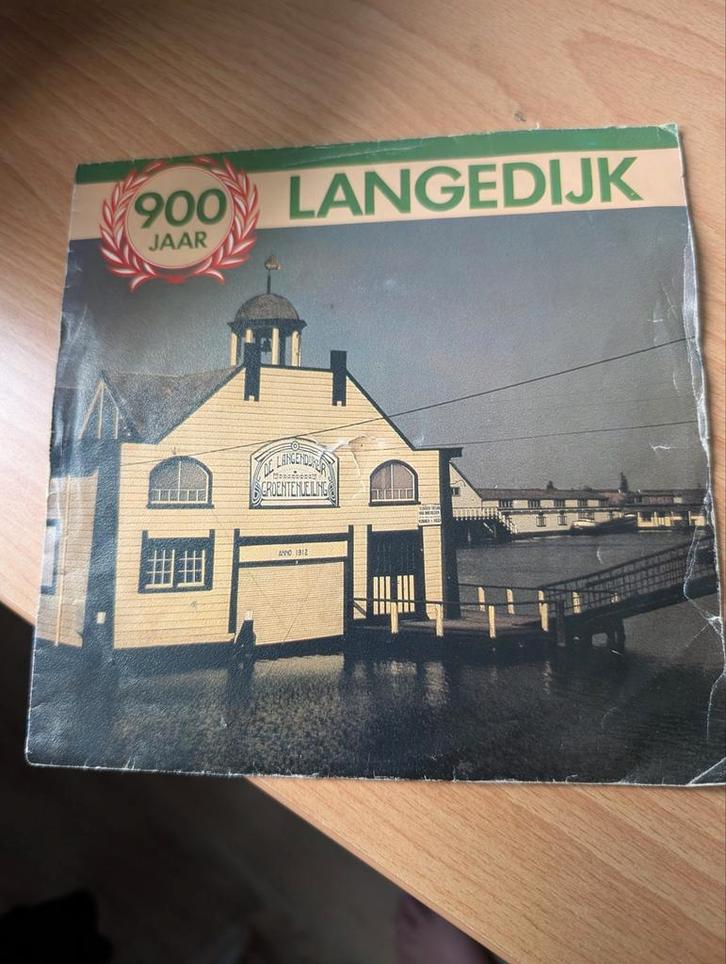 900
JAAR
LANGEDIJK
DE LANGENDIJKER
GROENTENVEILING
ANNO 1912